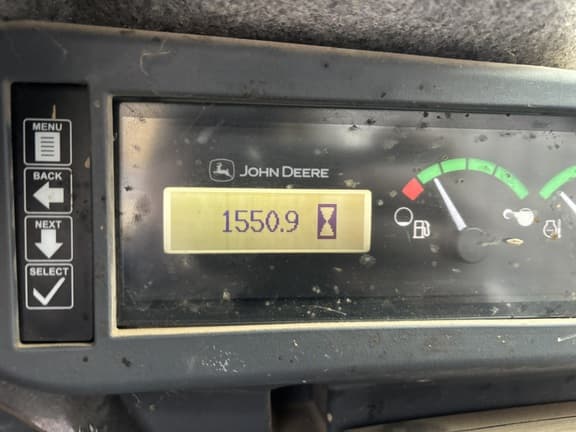 MENU
BACK
NEXT
SELECT
JOHN DEERE
1550.9